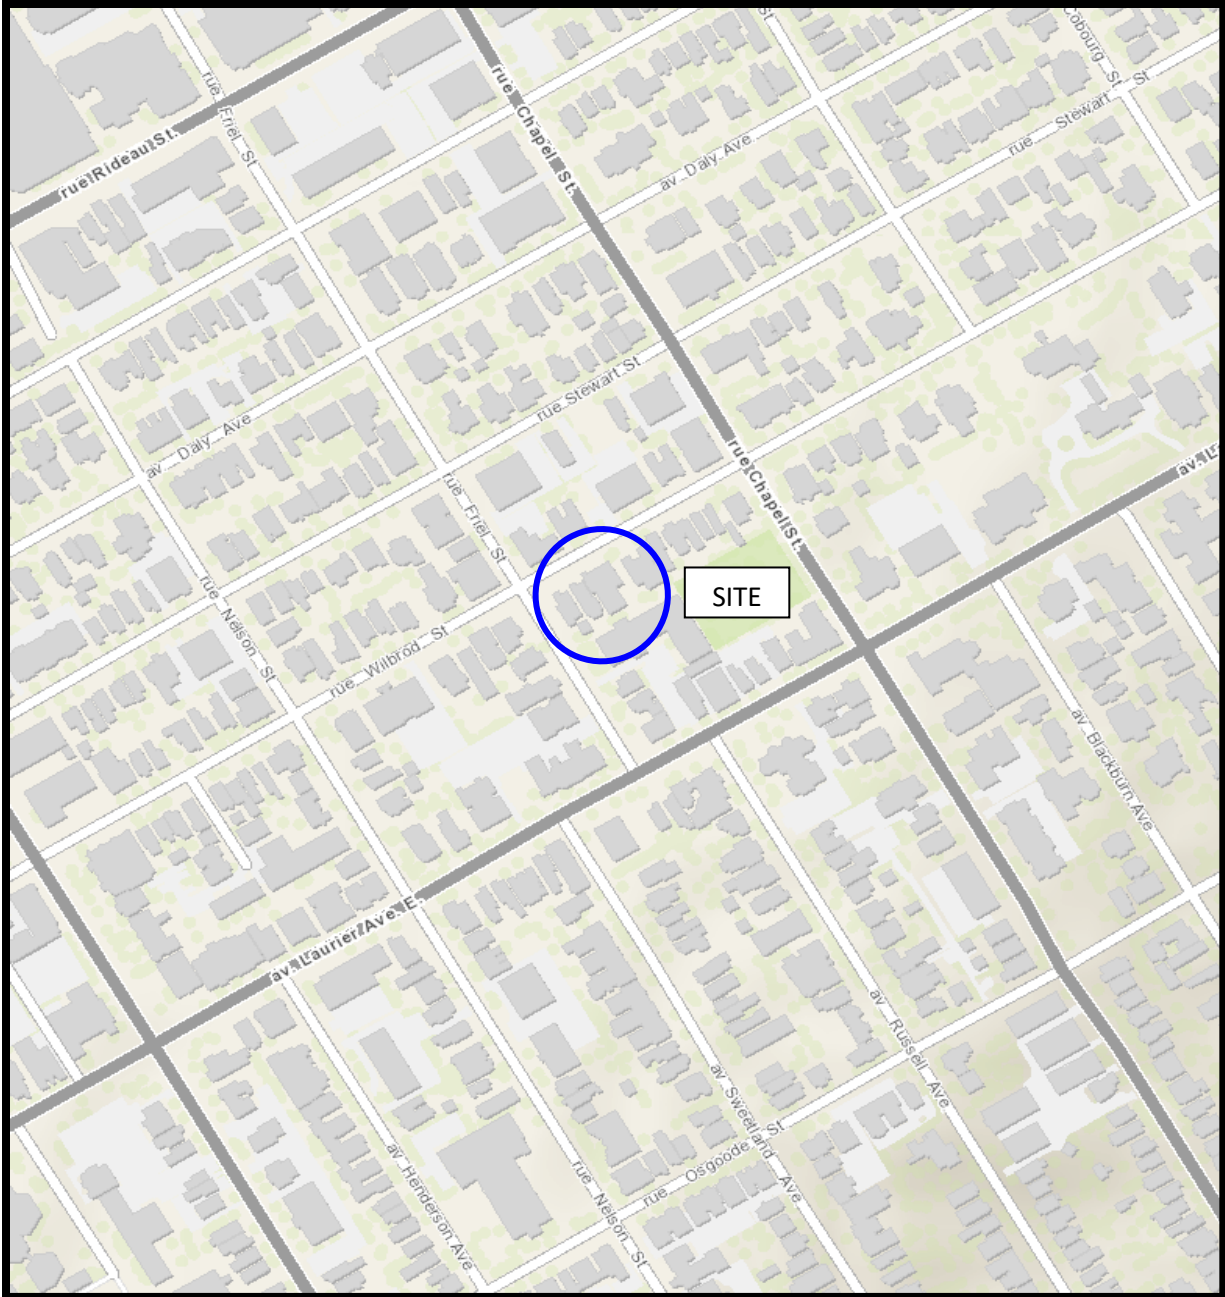 St
Cobourg St
rue Friel St
rue Chapel St.
rue Stewart St
rue Rideau St.
av Daly Ave
rue Stewart St
av Daly Ave
rue Chapel St.
av. L
rue Friel St
SITE
rue Nelson St
rue Wilbrod St
av Blackburn Ave
av. Laurier Ave. E.
av Russell Ave
av Sweetland Ave
rue Osgoode St
av Henderson Ave
rue Nelson St